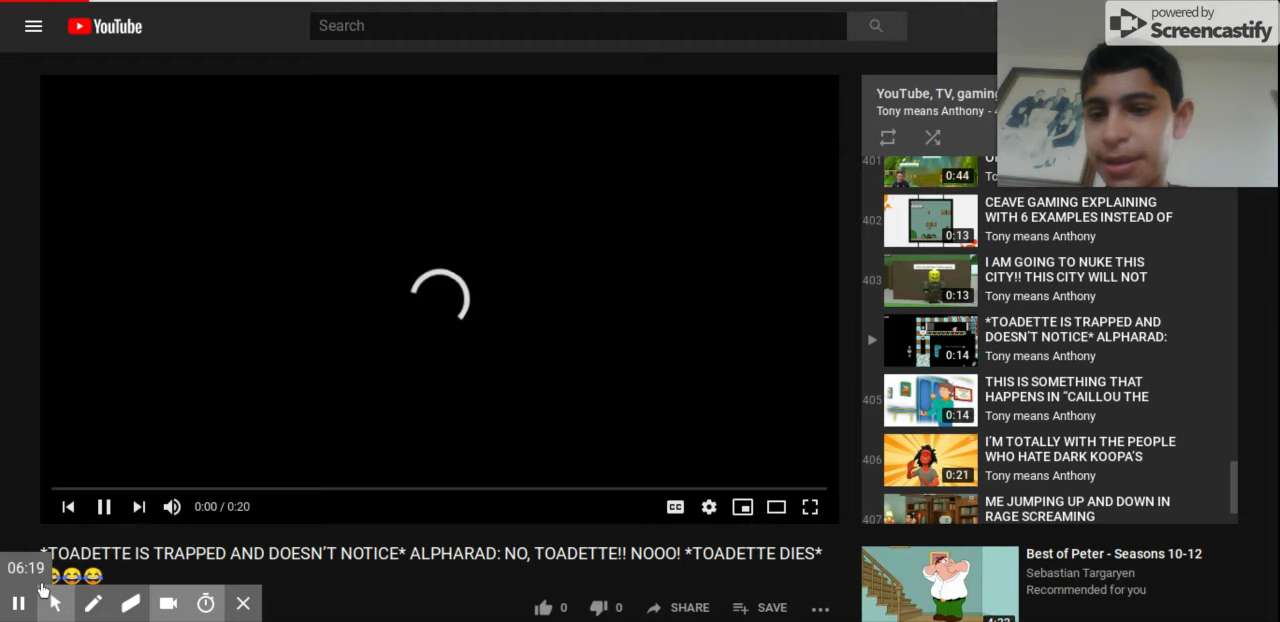 powered by
Screencastify
YouTube
Search
YouTube, TV, gaming
Tony means Anthony -
401
0:44
402
0:13
CEAVE GAMING EXPLAINING
WITH 6 EXAMPLES INSTEAD OF
Tony means Anthony
403
0:13
I AM GOING TO NUKE THIS
CITY!! THIS CITY WILL NOT
Tony means Anthony
0:14
*TOADETTE IS TRAPPED AND
DOESN'T NOTICE* ALPHARAD:
Tony means Anthony
405
0:14
THIS IS SOMETHING THAT
HAPPENS IN “CAILLOU THE
Tony means Anthony
406
0:21
I’M TOTALLY WITH THE PEOPLE
WHO HATE DARK KOOPA’S
Tony means Anthony
407
ME JUMPING UP AND DOWN IN
RAGE SCREAMING
0:00 / 0:20
CC
*TOADETTE IS TRAPPED AND DOESN’T NOTICE* ALPHARAD: NO, TOADETTE!! NOOO! *TOADETTE DIES*
😂😂😂
06:19
0
0
SHARE
SAVE
Best of Peter - Seasons 10-12
Sebastian Targaryen
Recommended for you